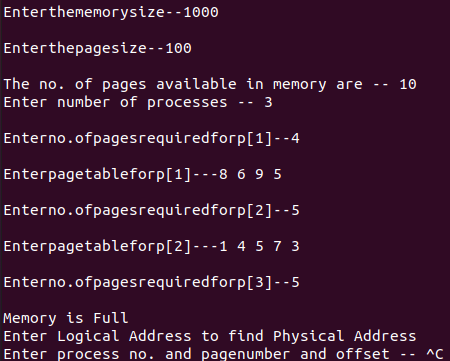 Enterthememorysize--1000
Enterthepagesize--100
The no. of pages available in memory are -- 10
Enter number of processes -- 3
Enterno.ofpagesrequiredforp[1]--4
Enterpagetableforp[1]---8 6 9 5
Enterno.ofpagesrequiredforp[2]--5
Enterpagetableforp[2]---1 4 5 7 3
Enterno.ofpagesrequiredforp[3]--5
Memory is Full
Enter Logical Address to find Physical Address
Enter process no. and pagenumber and offset -- ^C